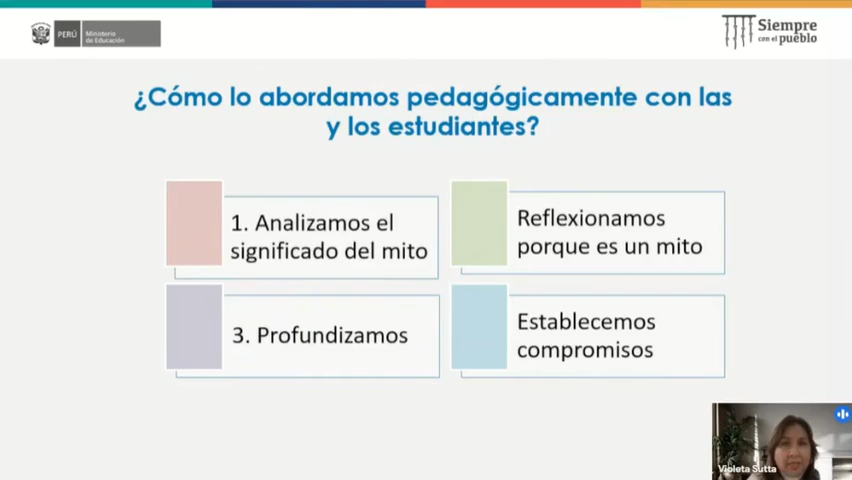 PERÚ
Ministerio
de Educación
Siempre
con el pueblo
¿Cómo lo abordamos pedagógicamente con las
y los estudiantes?
1. Analizamos el
significado del mito
Reflexionamos
porque es un mito
3. Profundizamos
Establecemos
compromisos
Violeta Sutta